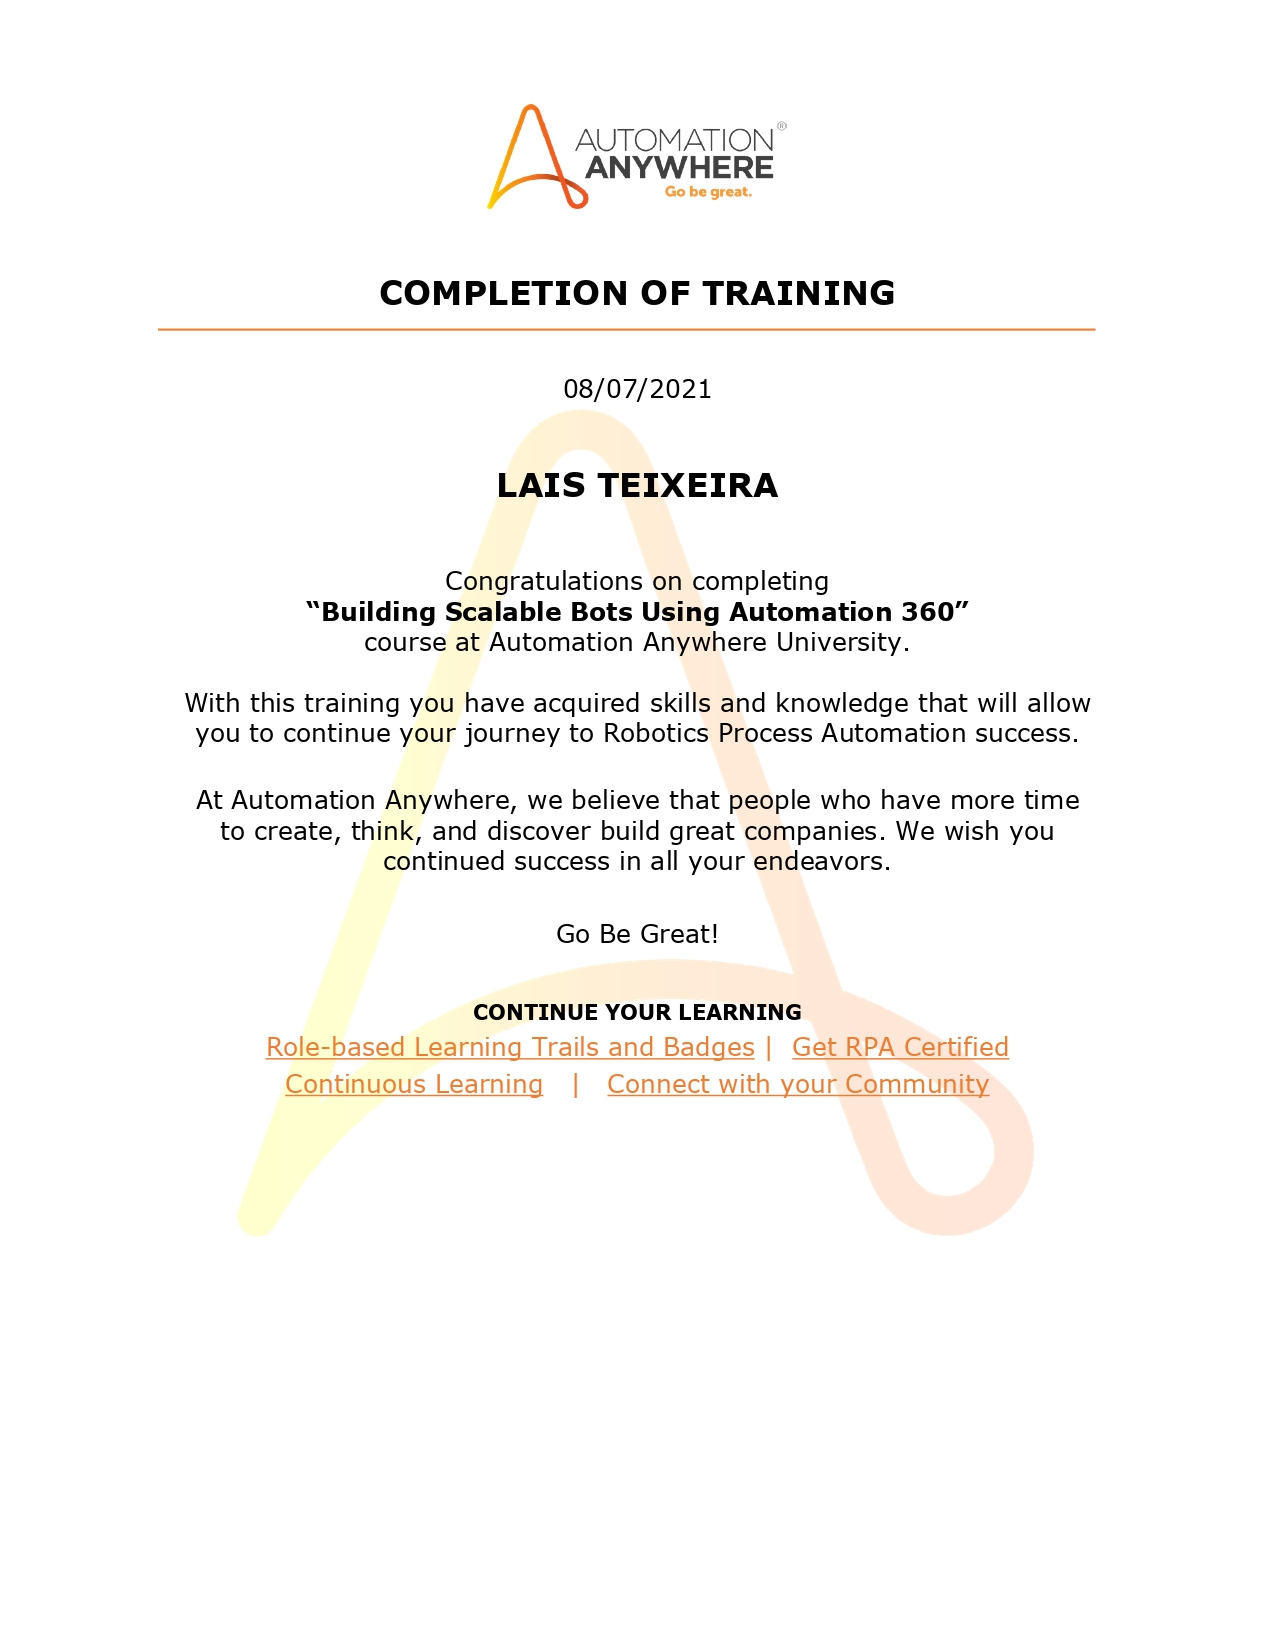 AUTOMATION ®
ANYWHERE
Go be great.
COMPLETION OF TRAINING
08/07/2021
LAIS TEIXEIRA
Congratulations on completing
“Building Scalable Bots Using Automation 360”
course at Automation Anywhere University.
With this training you have acquired skills and knowledge that will allow
you to continue your journey to Robotics Process Automation success.
At Automation Anywhere, we believe that people who have more time
to create, think, and discover build great companies. We wish you
continued success in all your endeavors.
Go Be Great!
CONTINUE YOUR LEARNING
Role-based Learning Trails and Badges | Get RPA Certified
Continuous Learning | Connect with your Community